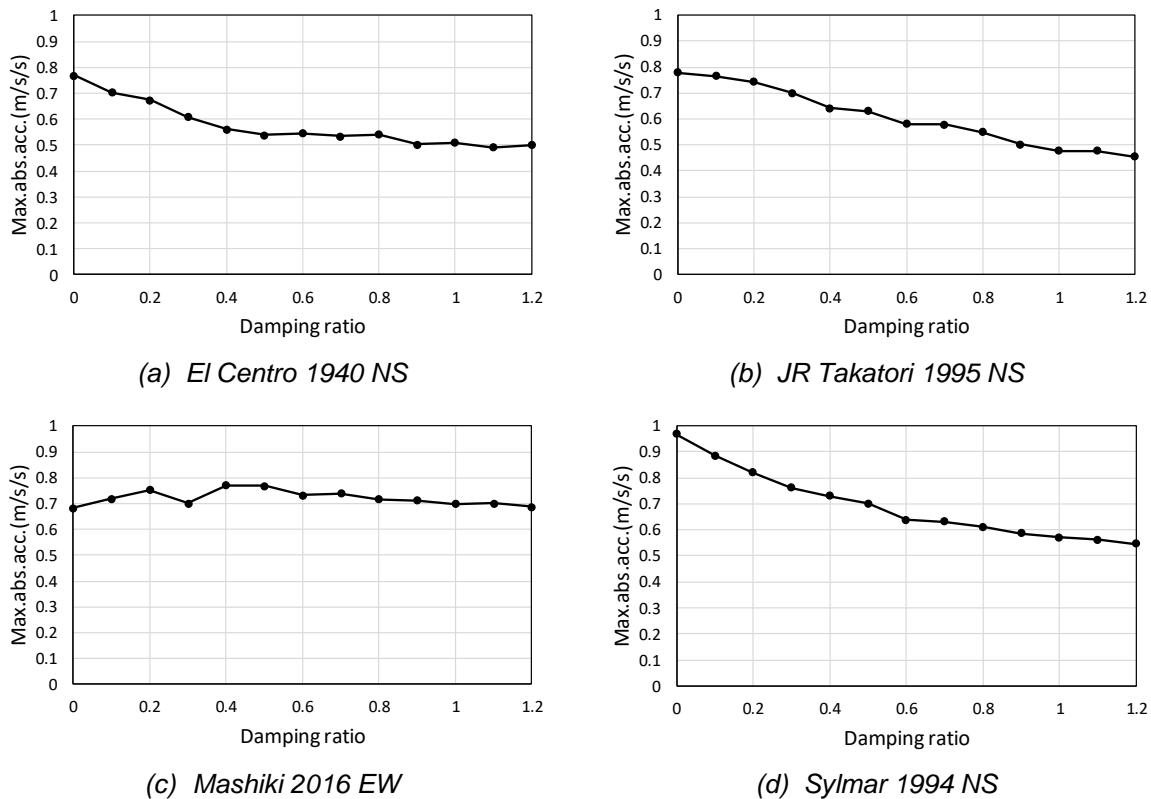 1
0.9
0.8
0.7
0.6
0.5
0.4
0.3
0.2
0.1
0
Max.abs.acc.(m/s/s)
0 0.2 0.4 0.6 0.8 1 1.2
Damping ratio
(a) El Centro 1940 NS
1
0.9
0.8
0.7
0.6
0.5
0.4
0.3
0.2
0.1
0
Max.abs.acc.(m/s/s)
0 0.2 0.4 0.6 0.8 1 1.2
Damping ratio
(b) JR Takatori 1995 NS
1
0.9
0.8
0.7
0.6
0.5
0.4
0.3
0.2
0.1
0
Max.abs.acc.(m/s/s)
0 0.2 0.4 0.6 0.8 1 1.2
Damping ratio
(c) Mashiki 2016 EW
1
0.9
0.8
0.7
0.6
0.5
0.4
0.3
0.2
0.1
0
Max.abs.acc.(m/s/s)
0 0.2 0.4 0.6 0.8 1 1.2
Damping ratio
(d) Sylmar 1994 NS